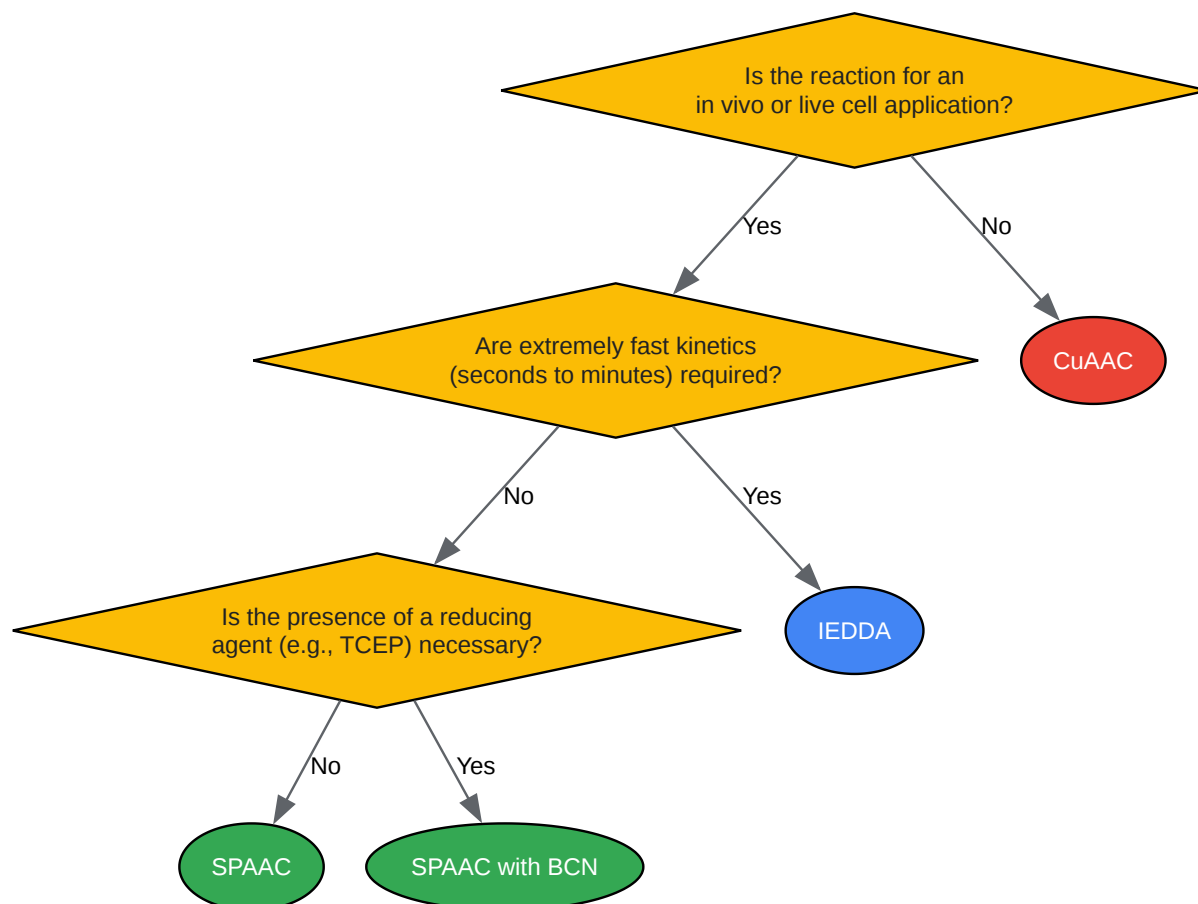 Is the reaction for an
in vivo or live cell application?
Yes
No
Are extremely fast kinetics
(seconds to minutes) required?
CuAAC
No
Yes
Is the presence of a reducing
agent (e.g., TCEP) necessary?
IEDDA
No
Yes
SPAAC
SPAAC with BCN